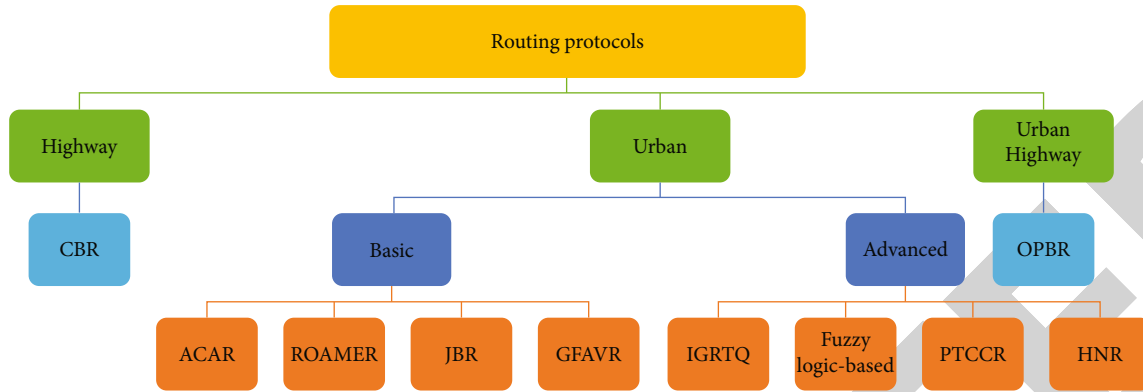 Routing protocols
Highway
Urban
Urban
Highway
CBR
Basic
Advanced
OPBR
ACAR
ROAMER
JBR
GFAVR
IGRTQ
Fuzzy
logic-based
PTCCR
HNR